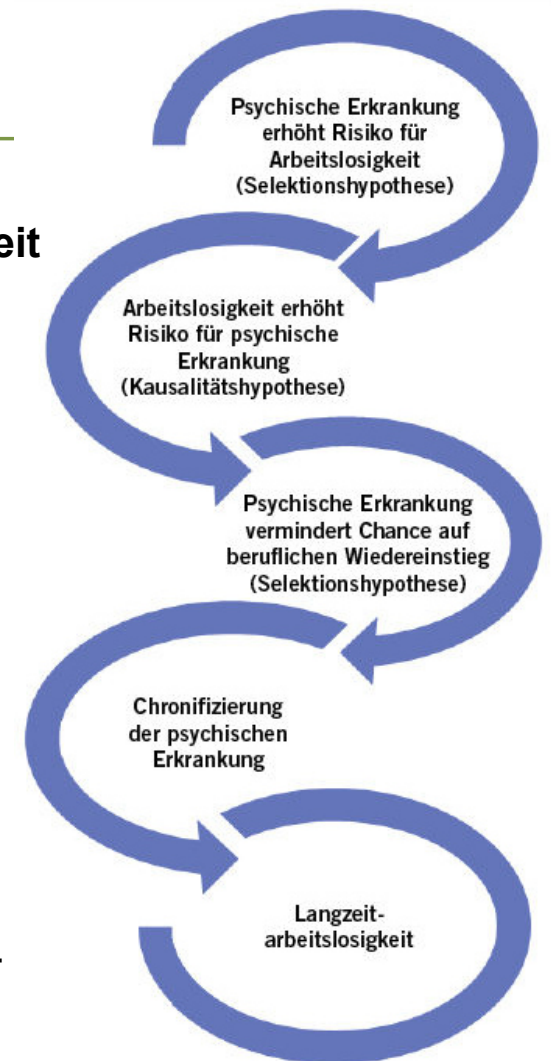 Psychische Erkrankung
erhöht Risiko für
Arbeitslosigkeit
(Selektionshypothese)
eit
Arbeitslosigkeit erhöht
Risiko für psychische
Erkrankung
(Kausalitätshypothese)
Psychische Erkrankung
vermindert Chance auf
beruflichen Wiedereinstieg
(Selektionshypothese)
Chronifizierung
der psychischen
Erkrankung
Langzeit-
arbeitslosigkeit